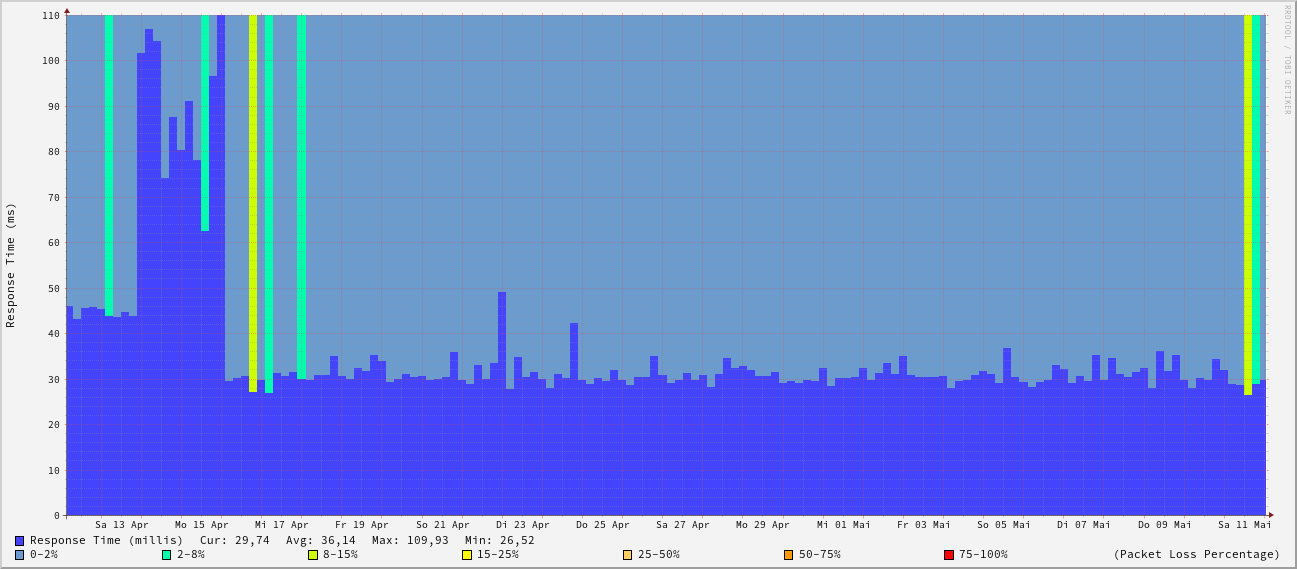 RRDTOOL / TOBI OETIKER
Response Time (ms)
110
100
90
80
70
60
50
40
30
20
10
0
Sa 13 Apr Mo 15 Apr Mi 17 Apr Fr 19 Apr So 21 Apr Di 23 Apr Do 25 Apr Sa 27 Apr Mo 29 Apr Mi 01 Mai Fr 03 Mai So 05 Mai Di 07 Mai Do 09 Mai Sa 11 Mai
Response Time (millis) Cur: 29,74 Avg: 36,14 Max: 109,93 Min: 26,52
0-2% 2-8% 8-15% 15-25% 25-50% 50-75% 75-100% (Packet Loss Percentage)